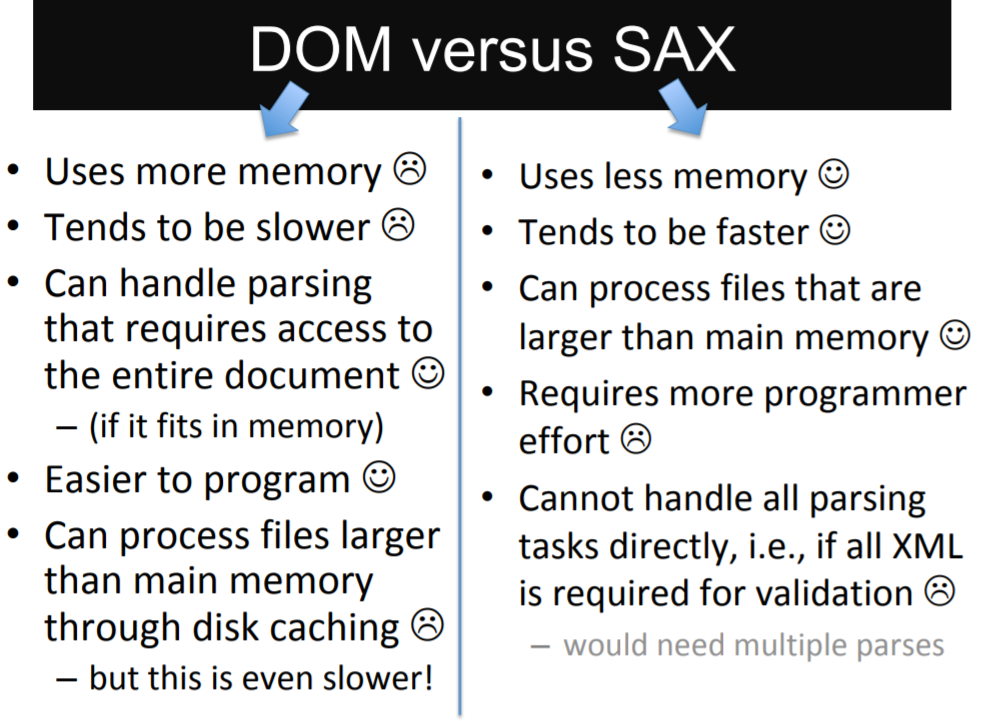 DOM versus SAX
• Uses more memory ☹
• Tends to be slower ☹
• Can handle parsing
that requires access to
the entire document ☺
– (if it fits in memory)
• Easier to program ☺
• Can process files larger
than main memory
through disk caching ☹
– but this is even slower!
• Uses less memory ☺
• Tends to be faster ☺
• Can process files that are
larger than main memory ☺
• Requires more programmer
effort ☹
• Cannot handle all parsing
tasks directly, i.e., if all XML
is required for validation ☹
– would need multiple parses